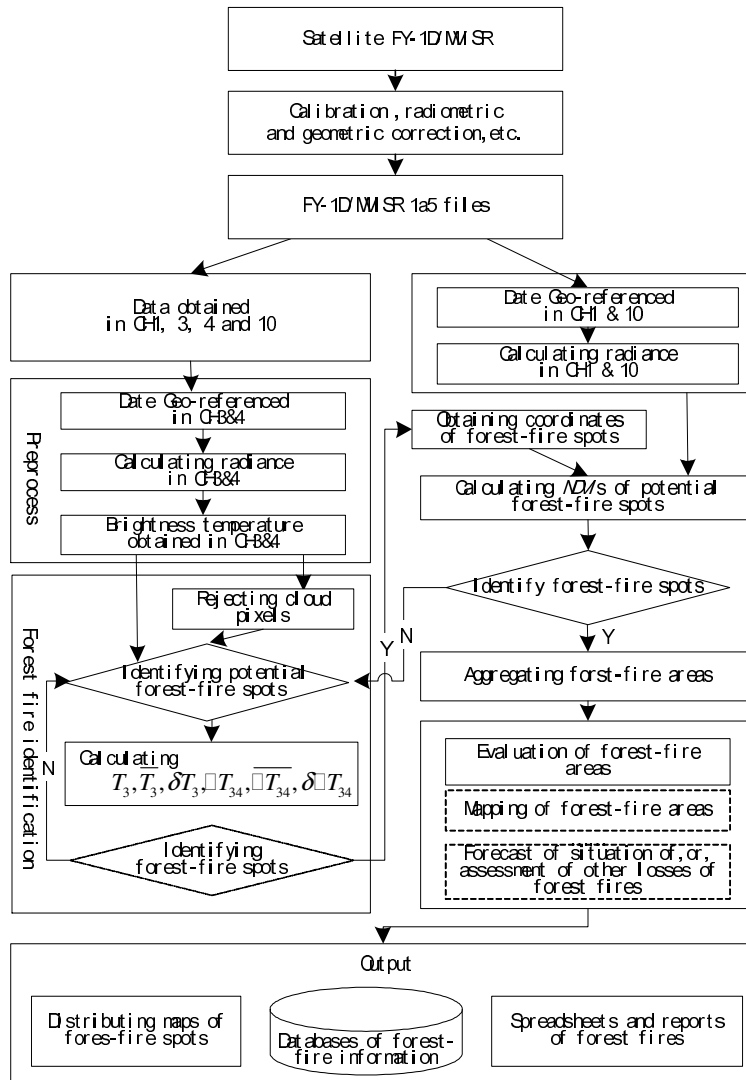 Satellite FY-1D/MVISR
Calibration, radiometric
and geometric correction,etc.
FY-1D/MVISR 1a5 files
Data obtained
in CH1, 3, 4 and 10
Date Geo-referenced
in CH1 & 10
Calculating radiance
in CH1 & 10
Preprocess
Date Geo-referenced
in CH3&4
Calculating radiance
in CH3&4
Brightness temperature
obtained in CH3&4
Obtaining coordinates
of forest-fire spots
Calculating NDVIs of potential
forest-fire spots
Identify forest-fire spots
N
Y
Aggregating forst-fire areas
Forest fire identification
Rejecting cloud
pixels
Identifying potential
forest-fire spots
Y
N
Calculating
T₃, T̅₃, δT₃, □T₃₄, □T₃₄‾, δ□T₃₄
Identifying
forest-fire spots
Evaluation of forest-fire
areas
Mapping of forest-fire areas
Forecast of situation of,or,
assessment of other losses of
forest fires
Output
Distributing maps of
fores-fire spots
Databases of forest-
fire information
Spreadsheets and reports
of forest fires